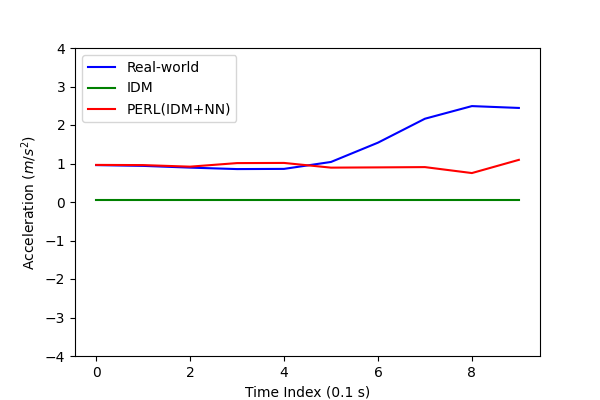 Real-world
IDM
PERL(IDM+NN)
4
3
2
1
0
−1
−2
−3
−4
Acceleration (m/s²)
0 2 4 6 8
Time Index (0.1 s)